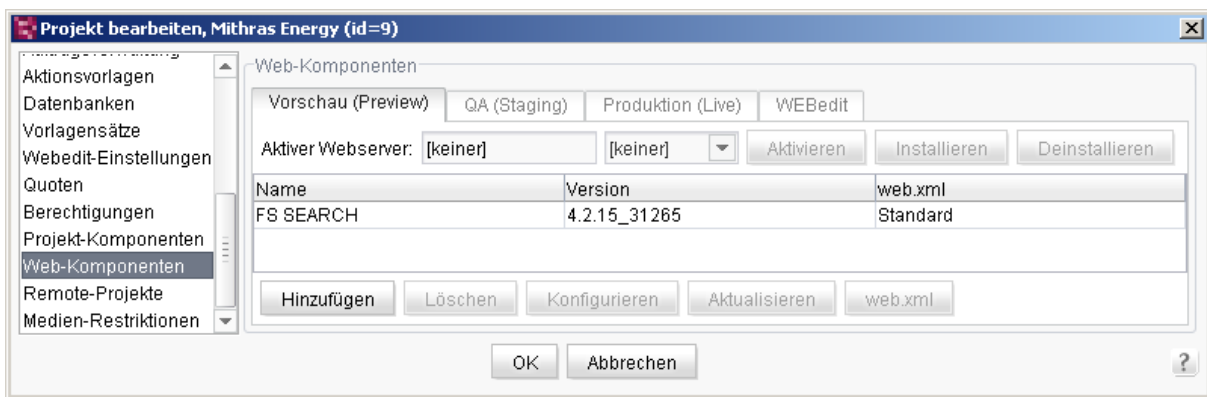 Projekt bearbeiten, Mithras Energy (id=9)
Aktionsvorlagen
Datenbanken
Vorlagensätze
Webedit-Einstellungen
Quoten
Berechtigungen
Projekt-Komponenten
Web-Komponenten
Remote-Projekte
Medien-Restriktionen
Web-Komponenten
Vorschau (Preview) QA (Staging) Produktion (Live) WEBedit
Aktiver Webserver: [keiner] [keiner] Aktivieren Installieren Deinstallieren
Name Version web.xml
FS SEARCH 4.2.15_31265 Standard
Hinzufügen Löschen Konfigurieren Aktualisieren web.xml
OK Abbrechen ?